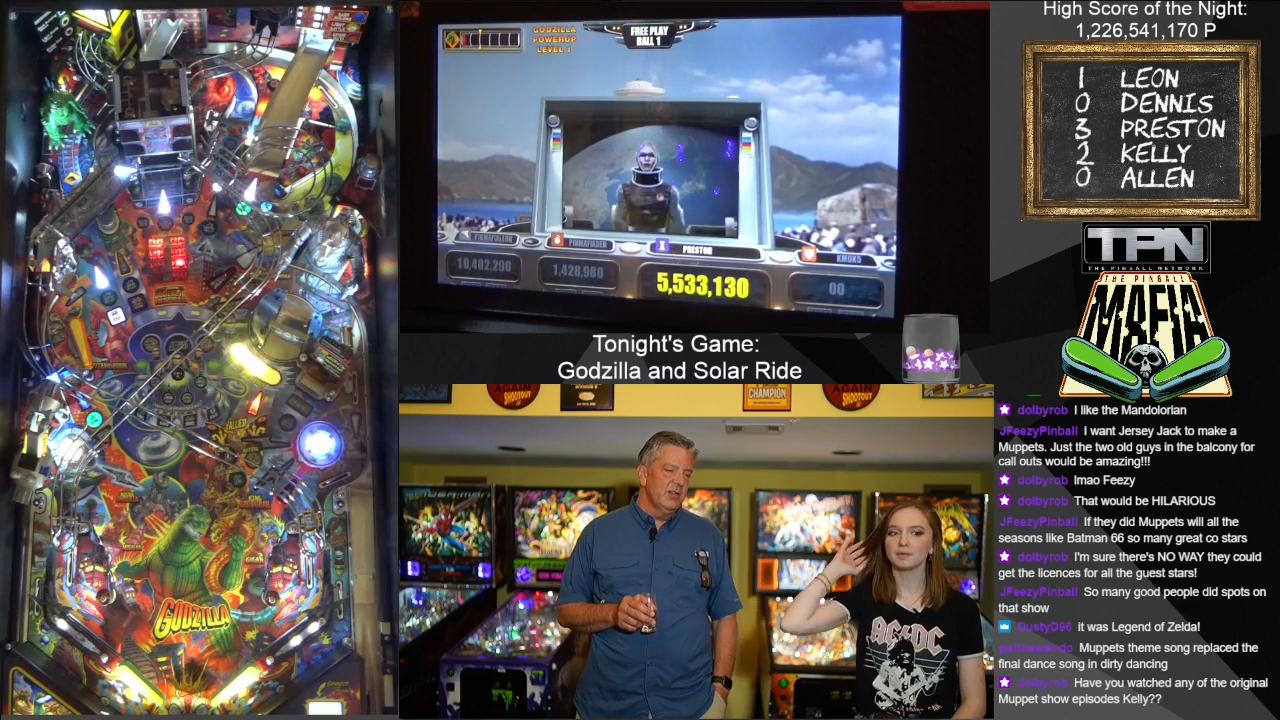 GODZILLA
POWERUP
LEVEL 1
FREE PLAY
BALL 1
PRESTON
KMDK5
10,402,290
1,428,980
5,533,130
00
GODZILLA
Tonight's Game:
Godzilla and Solar Ride
AGAIN
SHOOTOUT
CHAMPION
AGAIN
SHOOTOUT
AC/DC
High Score of the Night:
1,226,541,170 P
1 LEON
0 DENNIS
3 PRESTON
2 KELLY
0 ALLEN
TPN
THE PINBALL NETWORK
THE PINBALL
MAFIA
dolbyrob I like the Mandolorian
JFeezyPinball I want Jersey Jack to make a
Muppets. Just the two old guys in the balcony for
call outs would be amazing!!!
dolbyrob lmao Feezy
dolbyrob That would be HILARIOUS
JFeezyPinball If they did Muppets will all the
seasons like Batman 66 so many great co stars
dolbyrob I'm sure there's NO WAY they could
get the licences for all the guest stars!
JFeezyPinball So many good people did spots on
that show
DustyD96 it was Legend of Zelda!
Muppets theme song replaced the
final dance song in dirty dancing
dolbyrob Have you watched any of the original
Muppet show episodes Kelly??